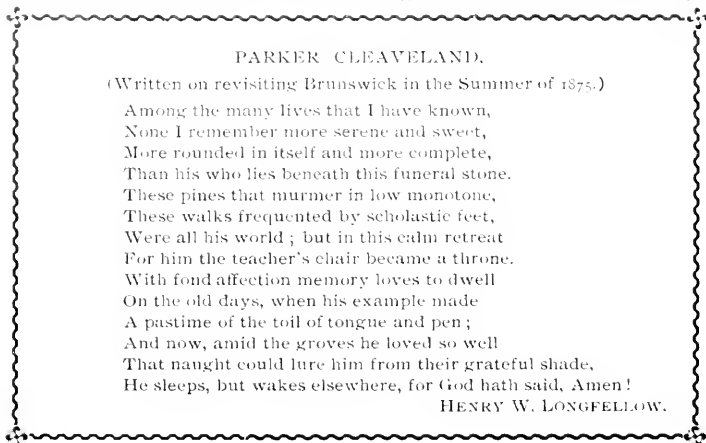 PARKER CLEAVELAND.
(Written on revisiting Brunswick in the Summer of 1875.)
Among the many lives that I have known,
None I remember more serene and sweet,
More rounded in itself and more complete,
Than his who lies beneath this funeral stone.
These pines that murmer in low monotone,
These walks frequented by scholastic feet,
Were all his world ; but in this calm retreat
For him the teacher's chair became a throne.
With fond affection memory loves to dwell
On the old days, when his example made
A pastime of the toil of tongue and pen ;
And now, amid the groves he loved so well
That naught could lure him from their grateful shade,
He sleeps, but wakes elsewhere, for God hath said, Amen !
HENRY W. LONGFELLOW.